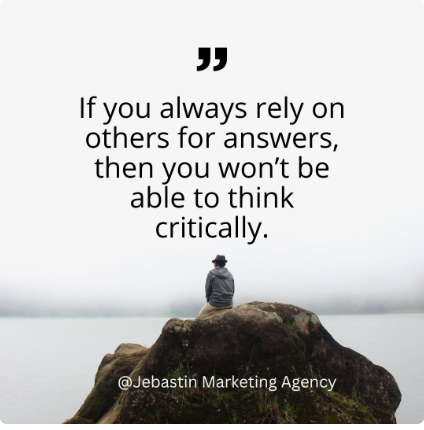 ”
If you always rely on
others for answers,
then you won’t be
able to think
critically.
@Jebastin Marketing Agency